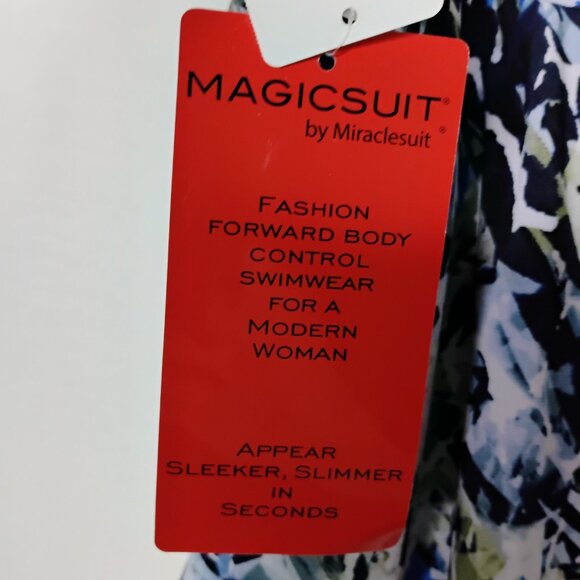 MAGICSUIT®
by Miraclesuit®
FASHION
FORWARD BODY
CONTROL
SWIMWEAR
FOR A
MODERN
WOMAN
APPEAR
SLEEKER, SLIMMER
IN
SECONDS